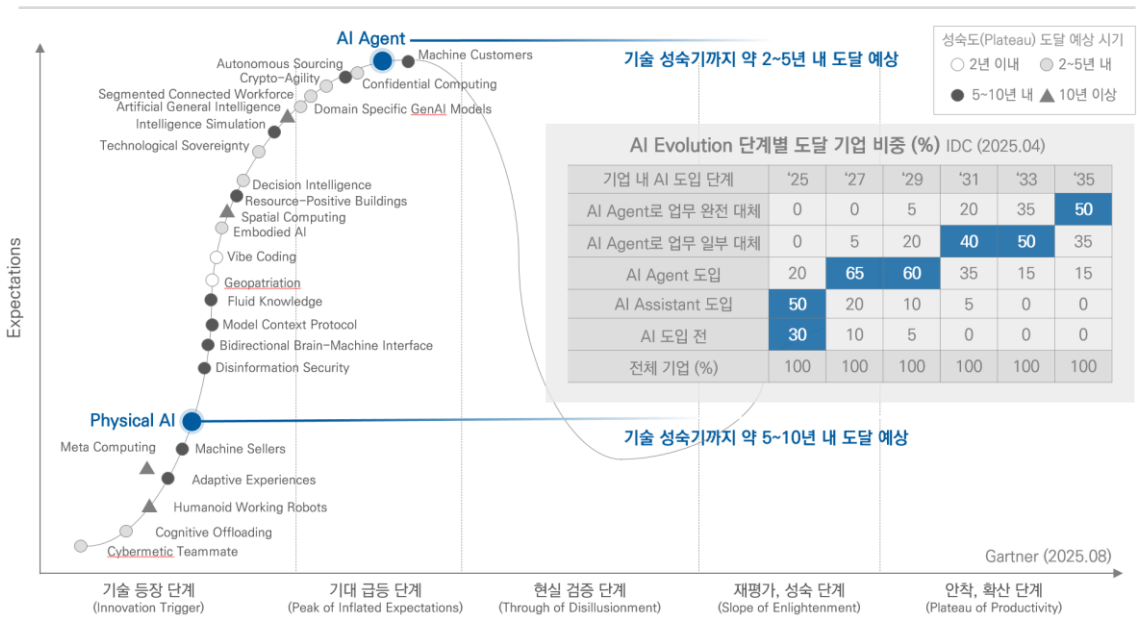 AI Agent
Machine Customers
Autonomous Sourcing
Crypto-Agility
Confidential Computing
Segmented Connected Workforce
Artificial General Intelligence
Domain Specific GenAI Models
Intelligence Simulation
Technological Sovereignty
Decision Intelligence
Resource-Positive Buildings
Spatial Computing
Embodied AI
Vibe Coding
Geopatriation
Fluid Knowledge
Model Context Protocol
Bidirectional Brain-Machine Interface
Disinformation Security
Physical AI
Meta Computing
Machine Sellers
Adaptive Experiences
Humanoid Working Robots
Cognitive Offloading
Cybermetic Teammate
Expectations
기술 성숙기까지 약 2~5년 내 도달 예상
성숙도(Plateau) 도달 예상 시기
2년 이내 2~5년 내
5~10년 내 10년 이상
AI Evolution 단계별 도달 기업 비중 (%) IDC (2025.04)
기업 내 AI 도입 단계 ‘25 ‘27 ‘29 ‘31 ‘33 ‘35
AI Agent로 업무 완전 대체 0 0 5 20 35 50
AI Agent로 업무 일부 대체 0 5 20 40 50 35
AI Agent 도입 20 65 60 35 15 15
AI Assistant 도입 50 20 10 5 0 0
AI 도입 전 30 10 5 0 0 0
전체 기업 (%) 100 100 100 100 100 100
기술 성숙기까지 약 5~10년 내 도달 예상
Gartner (2025.08)
기술 등장 단계
(Innovation Trigger)
기대 급등 단계
(Peak of Inflated Expectations)
현실 검증 단계
(Through of Disillusionment)
재평가, 성숙 단계
(Slope of Enlightenment)
안착, 확산 단계
(Plateau of Productivity)